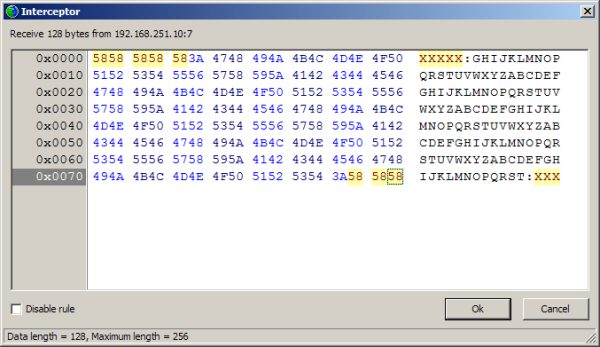 Interceptor
Receive 128 bytes from 192.168.251.10:7
0x0000 5858 5858 583A 4748 494A 4B4C 4D4E 4F50 XXXXX:GHIJKLMNOP
0x0010 5152 5354 5556 5758 595A 4142 4344 4546 QRSTUVWXYZABCDEF
0x0020 4748 494A 4B4C 4D4E 4F50 5152 5354 5556 GHIJKLMNOPQRSTUV
0x0030 5758 595A 4142 4344 4546 4748 494A 4B4C WXYZABCDEFGHIJKL
0x0040 4D4E 4F50 5152 5354 5556 5758 595A 4142 MNOPQRSTUVWXYZAB
0x0050 4344 4546 4748 494A 4B4C 4D4E 4F50 5152 CDEFGHIJKLMNOPQR
0x0060 5354 5556 5758 595A 4142 4344 4546 4748 STUVWXYZABCDEFGH
0x0070 494A 4B4C 4D4E 4F50 5152 5354 3A58 5858 IJKLMNOPQRST:XXX
Disable rule Ok Cancel
Data length = 128, Maximum length = 256